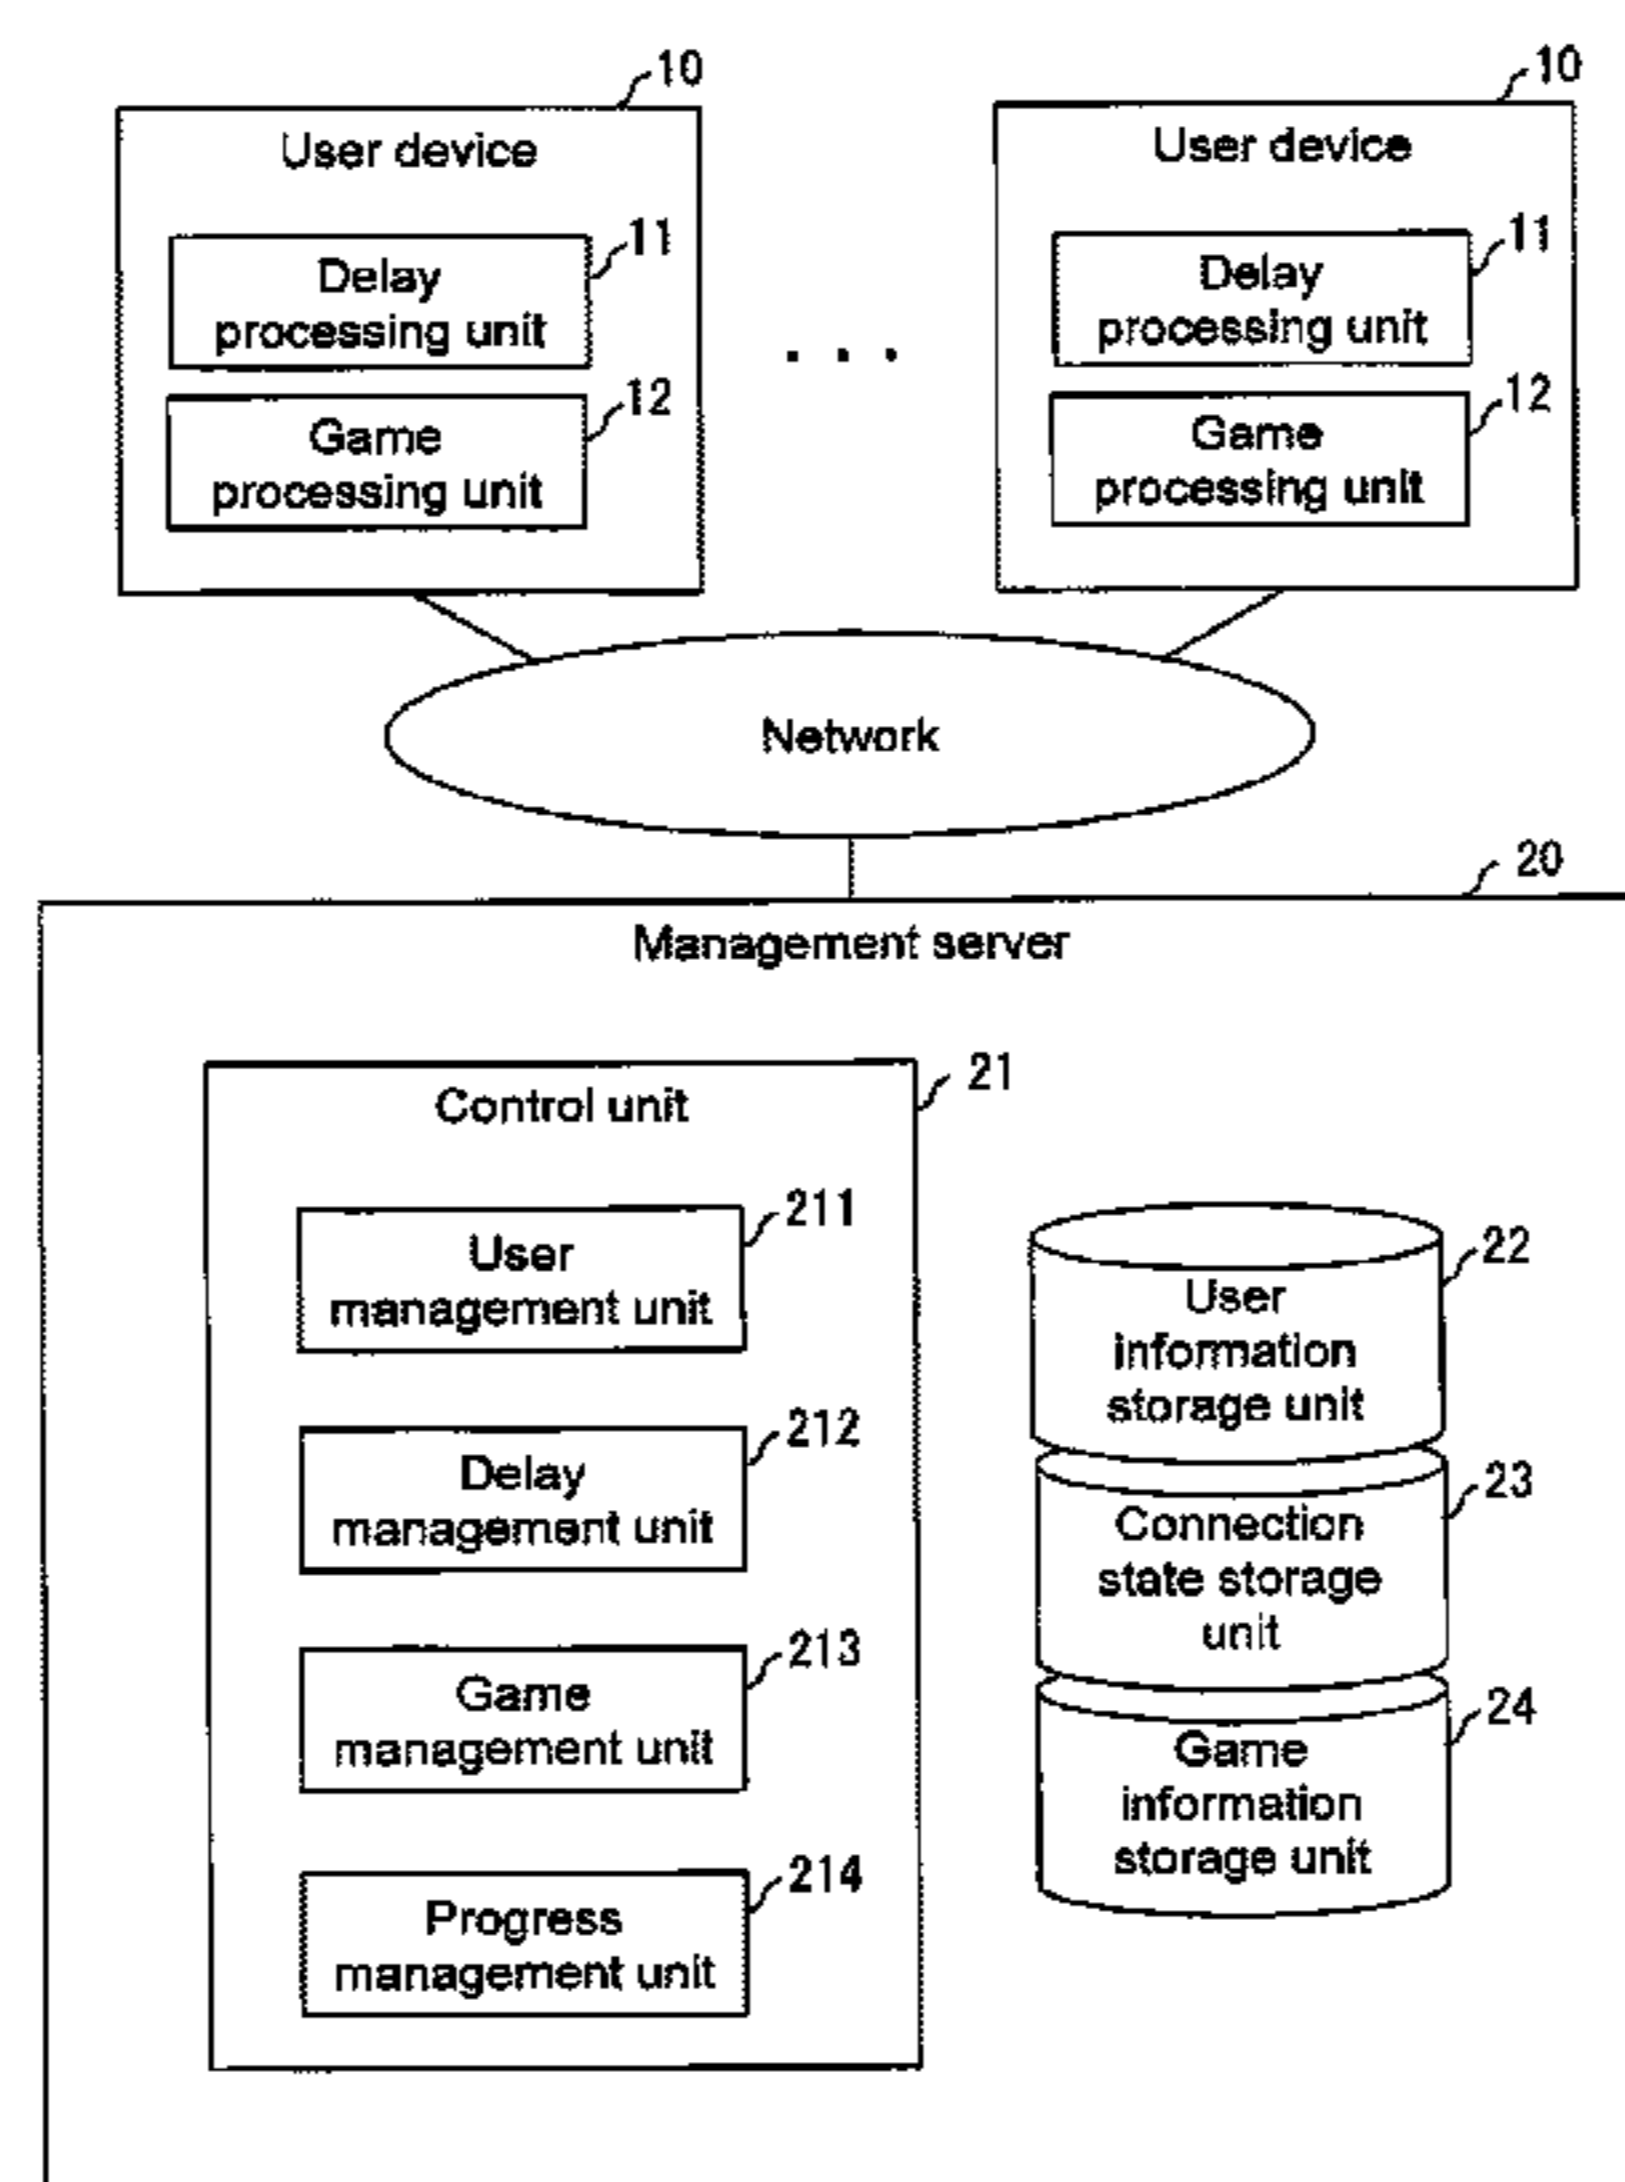 10
User device
11
Delay
processing unit
12
Game
processing unit
. . .
10
User device
11
Delay
processing unit
12
Game
processing unit
Network
20
Management server
21
Control unit
211
User
management unit
212
Delay
management unit
213
Game
management unit
214
Progress
management unit
22
User
information
storage unit
23
Connection
state storage
unit
24
Game
information
storage unit